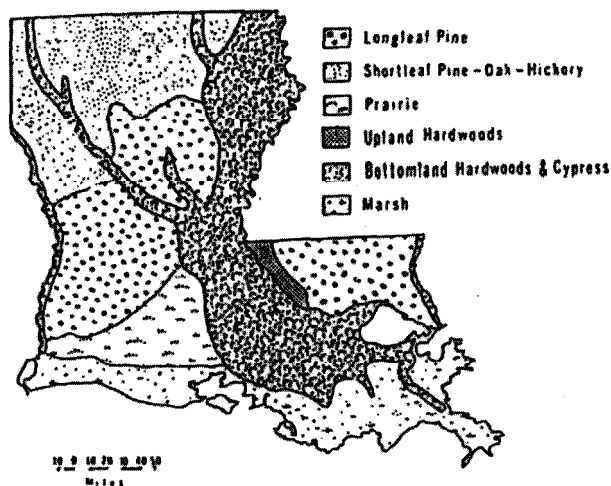 Longleaf Pine
Shortleaf Pine-Oak-Hickory
Prairie
Upland Hardwoods
Bottomland Hardwoods & Cypress
Marsh
Miles